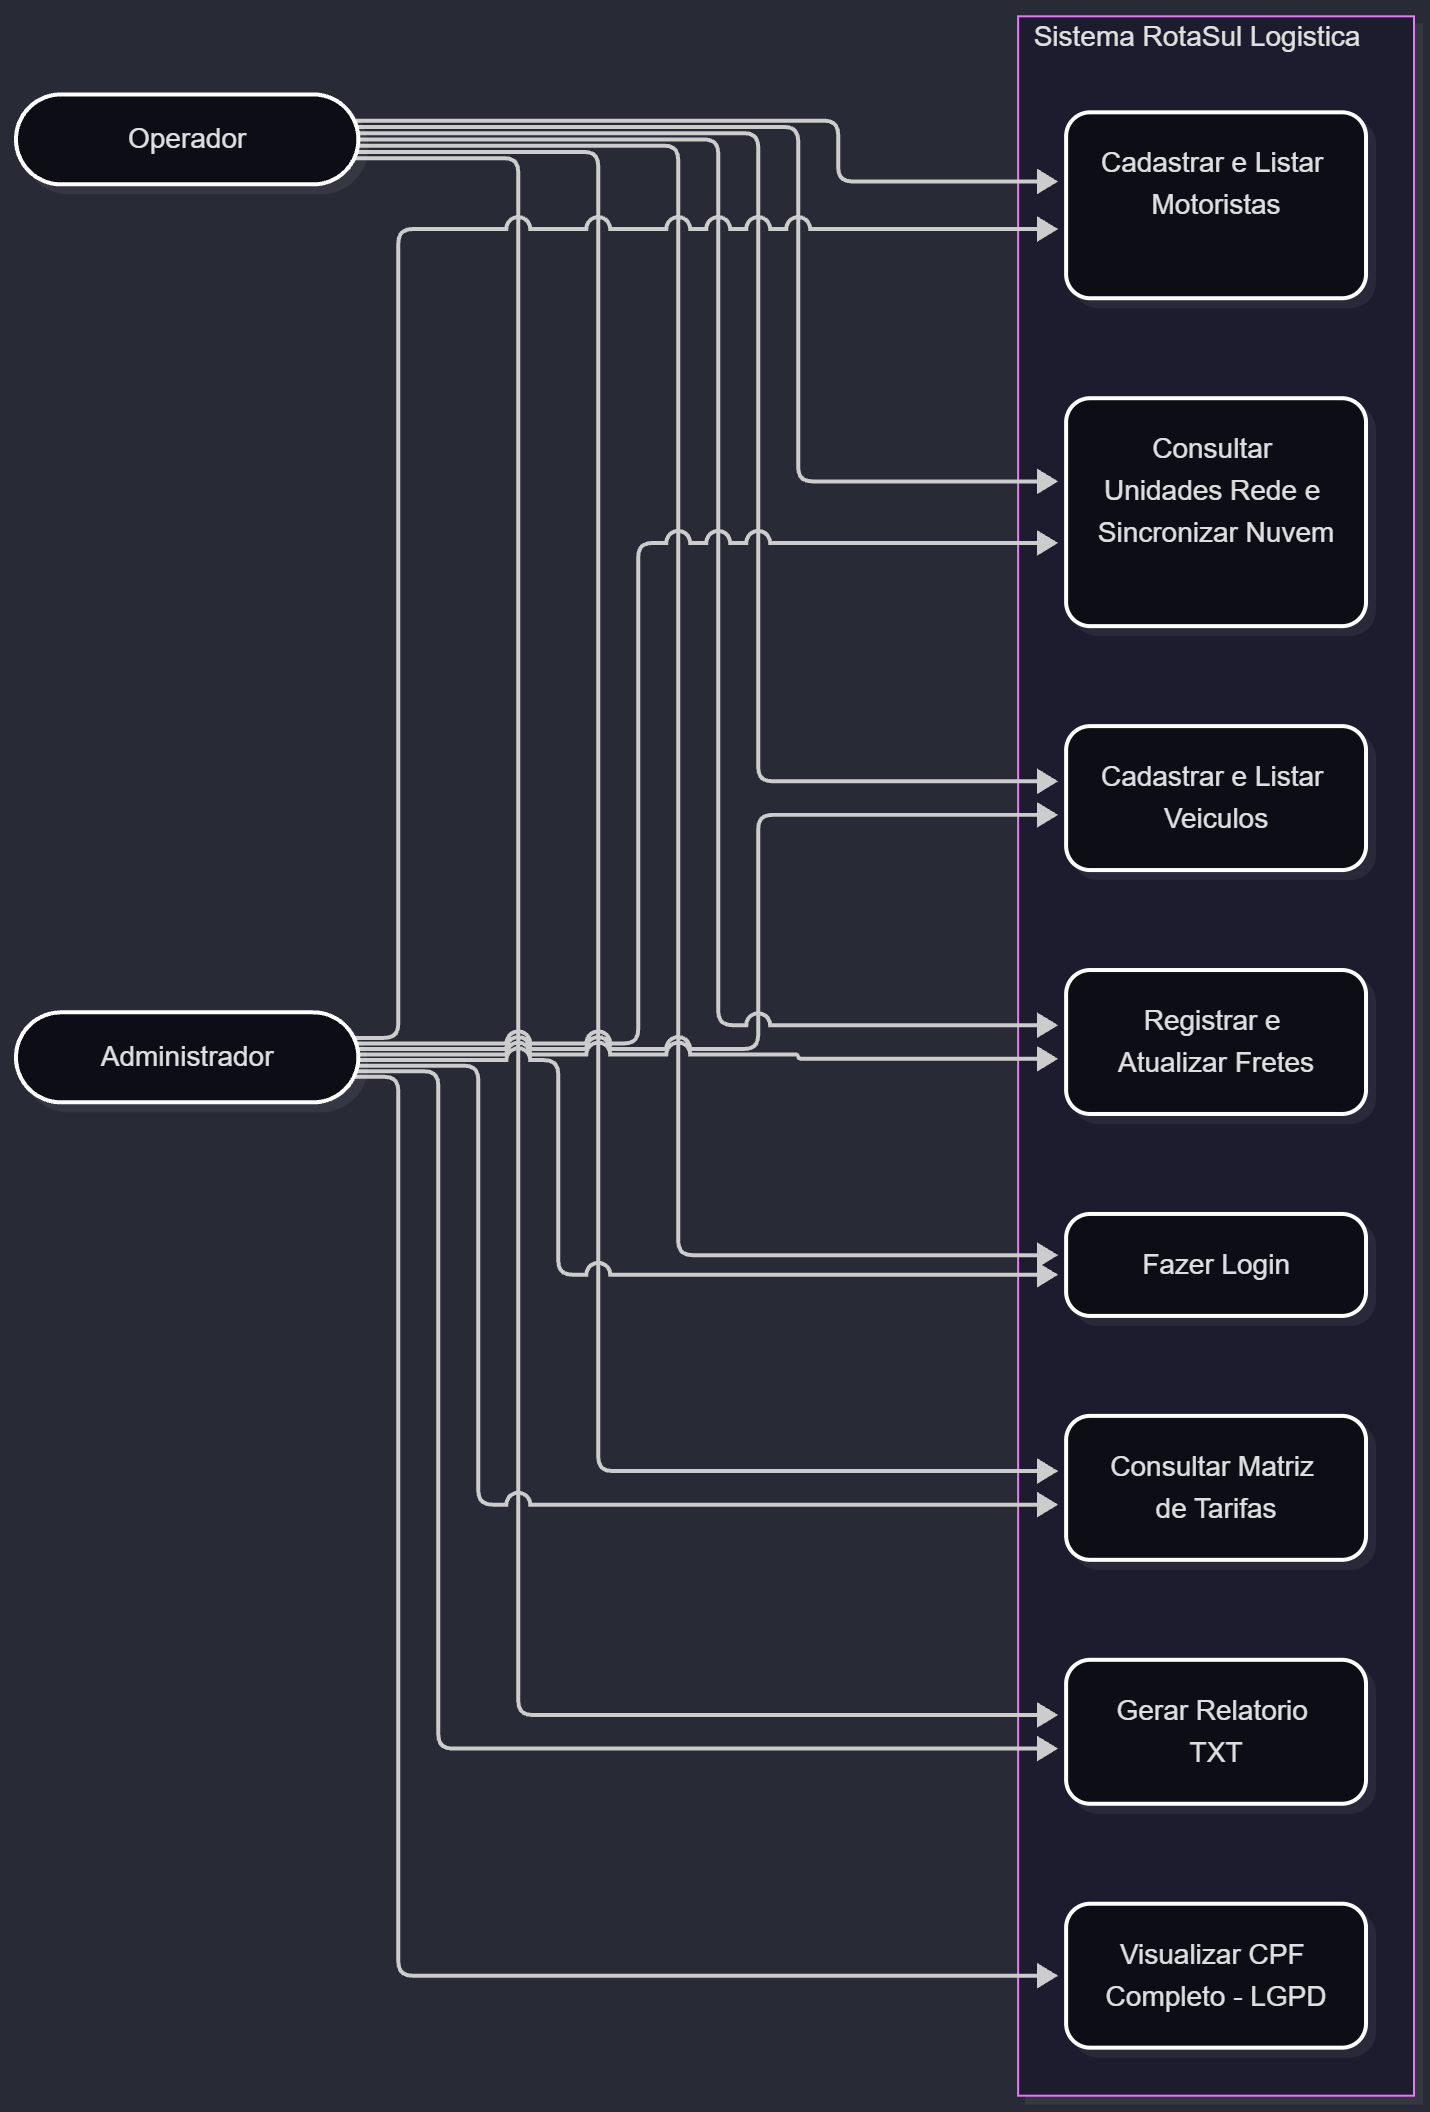 Sistema RotaSul Logistica
Operador
Cadastrar e Listar
Motoristas
Consultar
Unidades Rede e
Sincronizar Nuvem
Cadastrar e Listar
Veiculos
Administrador
Registrar e
Atualizar Fretes
Fazer Login
Consultar Matriz
de Tarifas
Gerar Relatorio
TXT
Visualizar CPF
Completo - LGPD